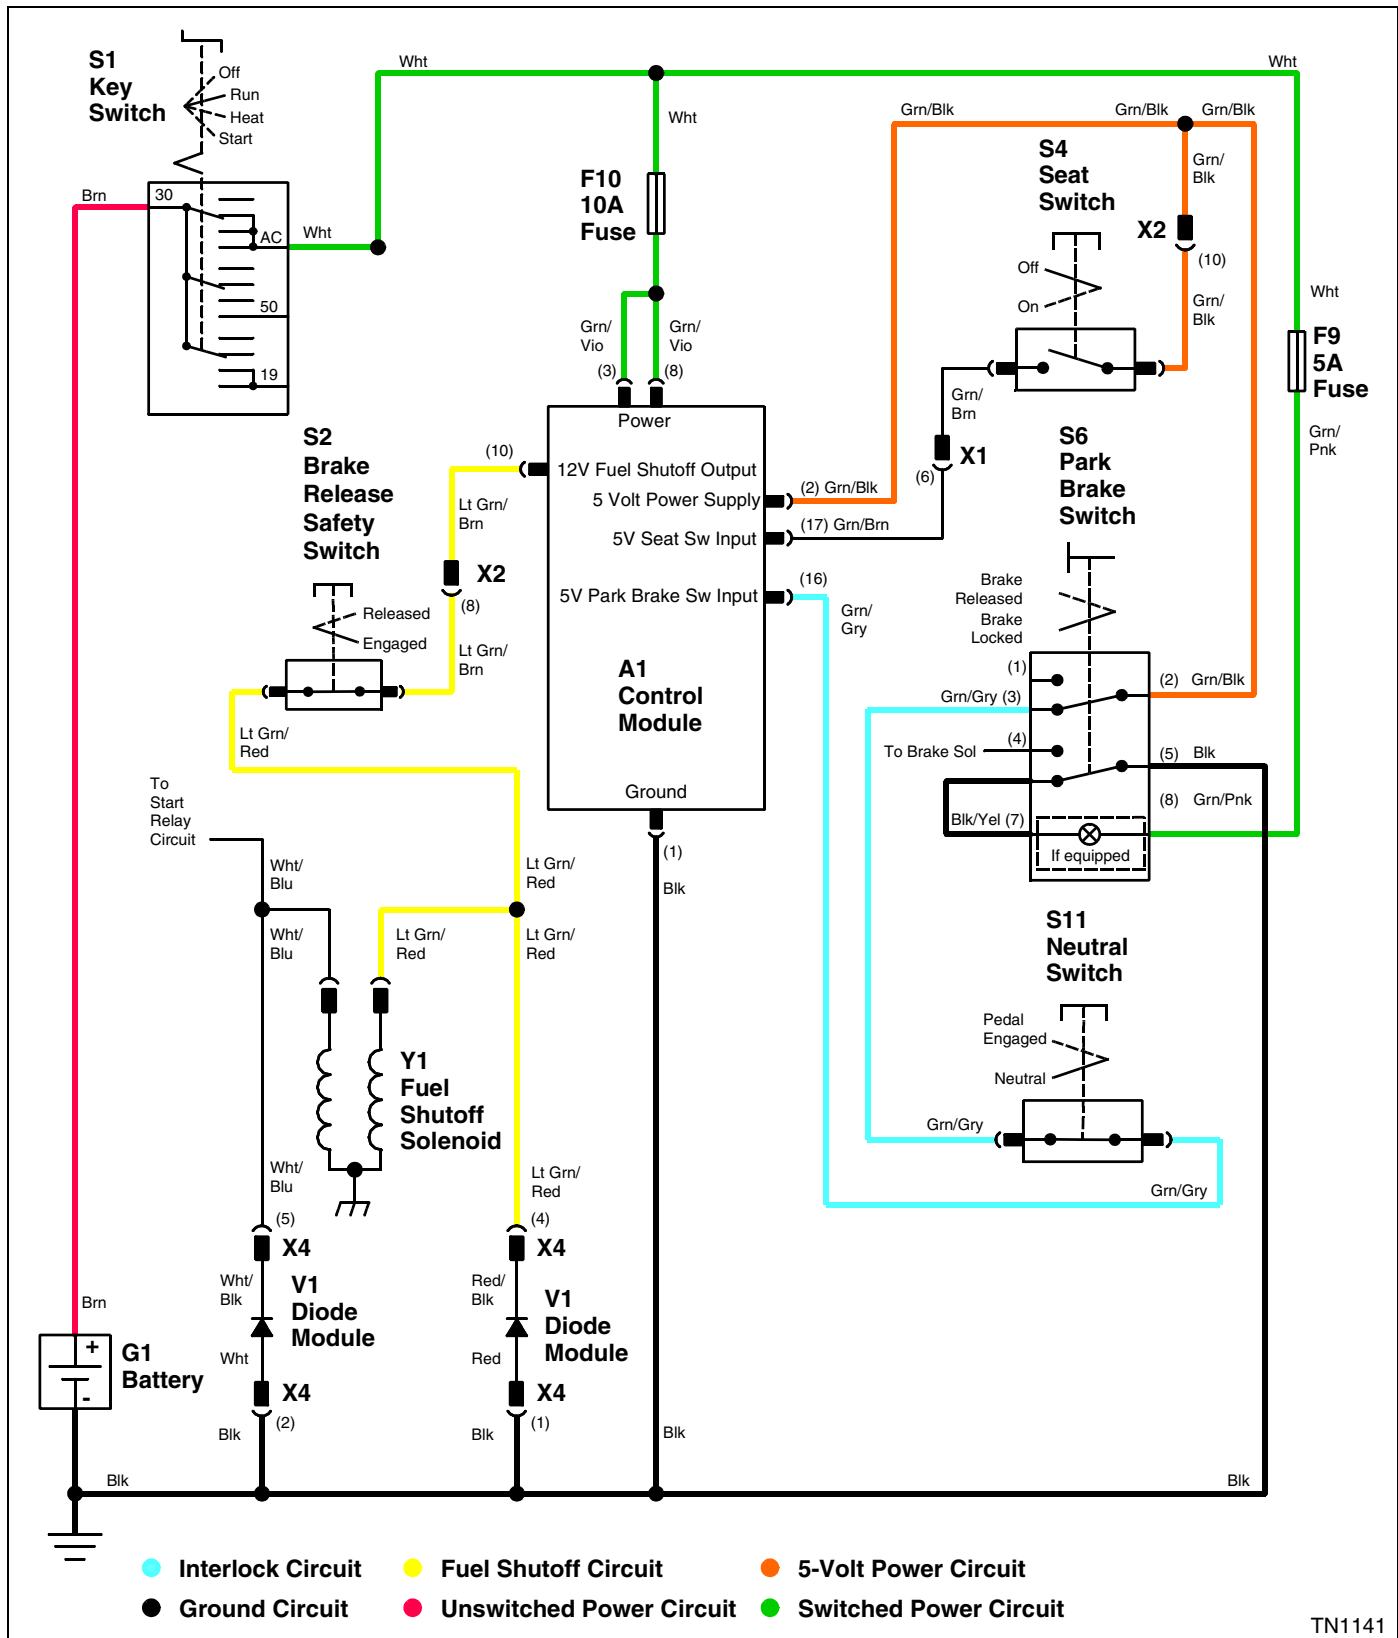 S1
Key
Switch
Off
Run
Heat
Start
Wht
Wht
Wht
Grn/Blk
Grn/Blk
Grn/Blk
Brn
30
AC
Wht
50
19
F10
10A
Fuse
S4
Seat
Switch
Grn/
Blk
X2
(10)
Off
On
Grn/
Blk
Wht
F9
5A
Fuse
Grn/
Pnk
Grn/
Vio
Grn/
Vio
(3)
(8)
Power
Grn/
Brn
X1
(6)
S2
Brake
Release
Safety
Switch
(10)
12V Fuel Shutoff Output
5 Volt Power Supply
(2) Grn/Blk
5V Seat Sw Input
(17) Grn/Brn
5V Park Brake Sw Input
(16)
Grn/
Gry
Lt Grn/
Brn
X2
(8)
Lt Grn/
Brn
Released
Engaged
S6
Park
Brake
Switch
Brake
Released
Brake
Locked
A1
Control
Module
Ground
(1)
(2)
Grn/Blk
Grn/Gry (3)
(4)
To Brake Sol
(5)
Blk
(8)
Grn/Pnk
Blk/Yel (7)
If equipped
Lt Grn/
Red
To
Start
Relay
Circuit
Wht/
Blu
Wht/
Blu
Lt Grn/
Red
Lt Grn/
Red
Lt Grn/
Red
(1)
Blk
S11
Neutral
Switch
Pedal
Engaged
Neutral
Grn/Gry
Grn/Gry
Y1
Fuel
Shutoff
Solenoid
Wht/
Blu
(5)
X4
Lt Grn/
Red
(4)
X4
Wht/
Blk
V1
Diode
Module
Wht
X4
(2)
Blk
Red/
Blk
V1
Diode
Module
Red
X4
(1)
Blk
Blk
Brn
+
-
G1
Battery
Blk
Blk
Interlock Circuit
Fuel Shutoff Circuit
5-Volt Power Circuit
Ground Circuit
Unswitched Power Circuit
Switched Power Circuit
TN1141